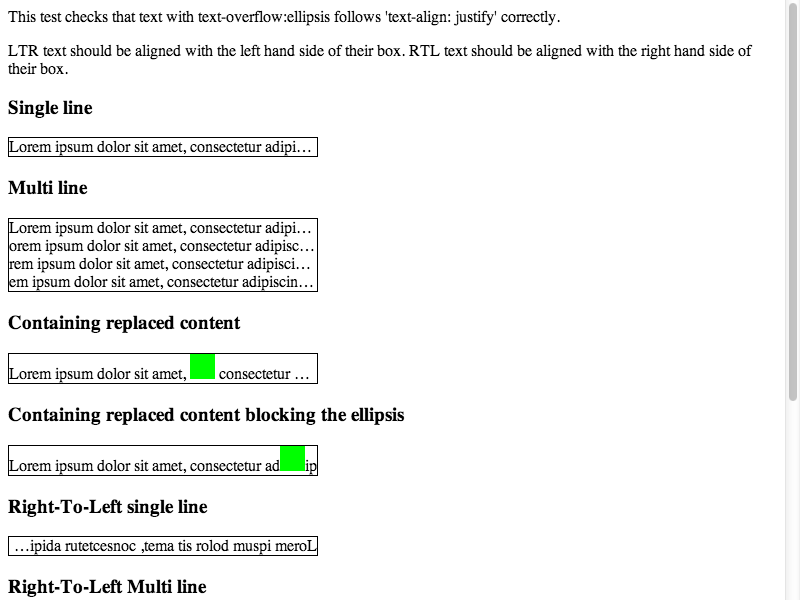 This test checks that text with text-overflow:ellipsis follows 'text-align: justify' correctly.
LTR text should be aligned with the left hand side of their box. RTL text should be aligned with the right hand side of
their box.
Single line
Lorem ipsum dolor sit amet, consectetur adipi…
Multi line
Lorem ipsum dolor sit amet, consectetur adipi…
orem ipsum dolor sit amet, consectetur adipisc…
rem ipsum dolor sit amet, consectetur adipisci…
em ipsum dolor sit amet, consectetur adipiscin…
Containing replaced content
Lorem ipsum dolor sit amet, consectetur …
Containing replaced content blocking the ellipsis
Lorem ipsum dolor sit amet, consectetur ad ip
Right-To-Left single line
…ipida rutetcesnoc ,tema tis rolod muspi meroL
Right-To-Left Multi line